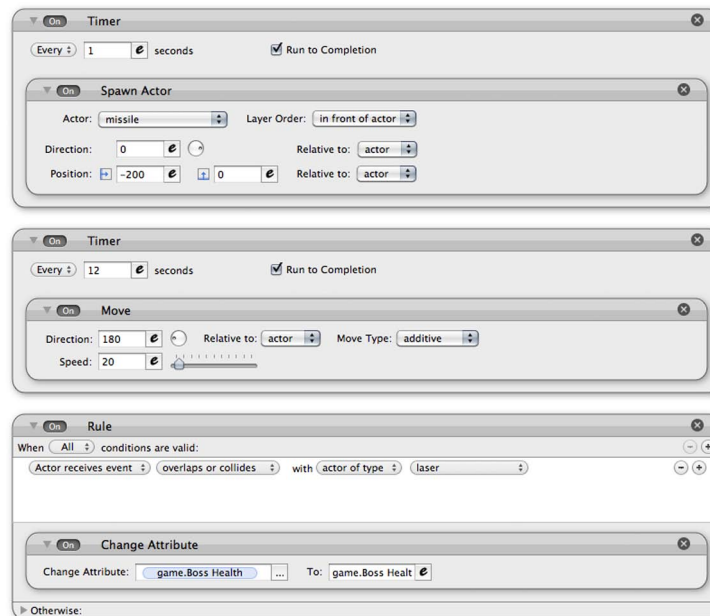 On Timer
Every 1 e seconds Run to Completion
On Spawn Actor
Actor: missile Layer Order: in front of actor
Direction: 0 e Relative to: actor
Position: -200 e 0 e Relative to: actor
On Timer
Every 12 e seconds Run to Completion
On Move
Direction: 180 e Relative to: actor Move Type: additive
Speed: 20 e
On Rule
When All conditions are valid:
Actor receives event overlaps or collides with actor of type laser
On Change Attribute
Change Attribute: game.Boss Health ... To: game.Boss Healt e
Otherwise: